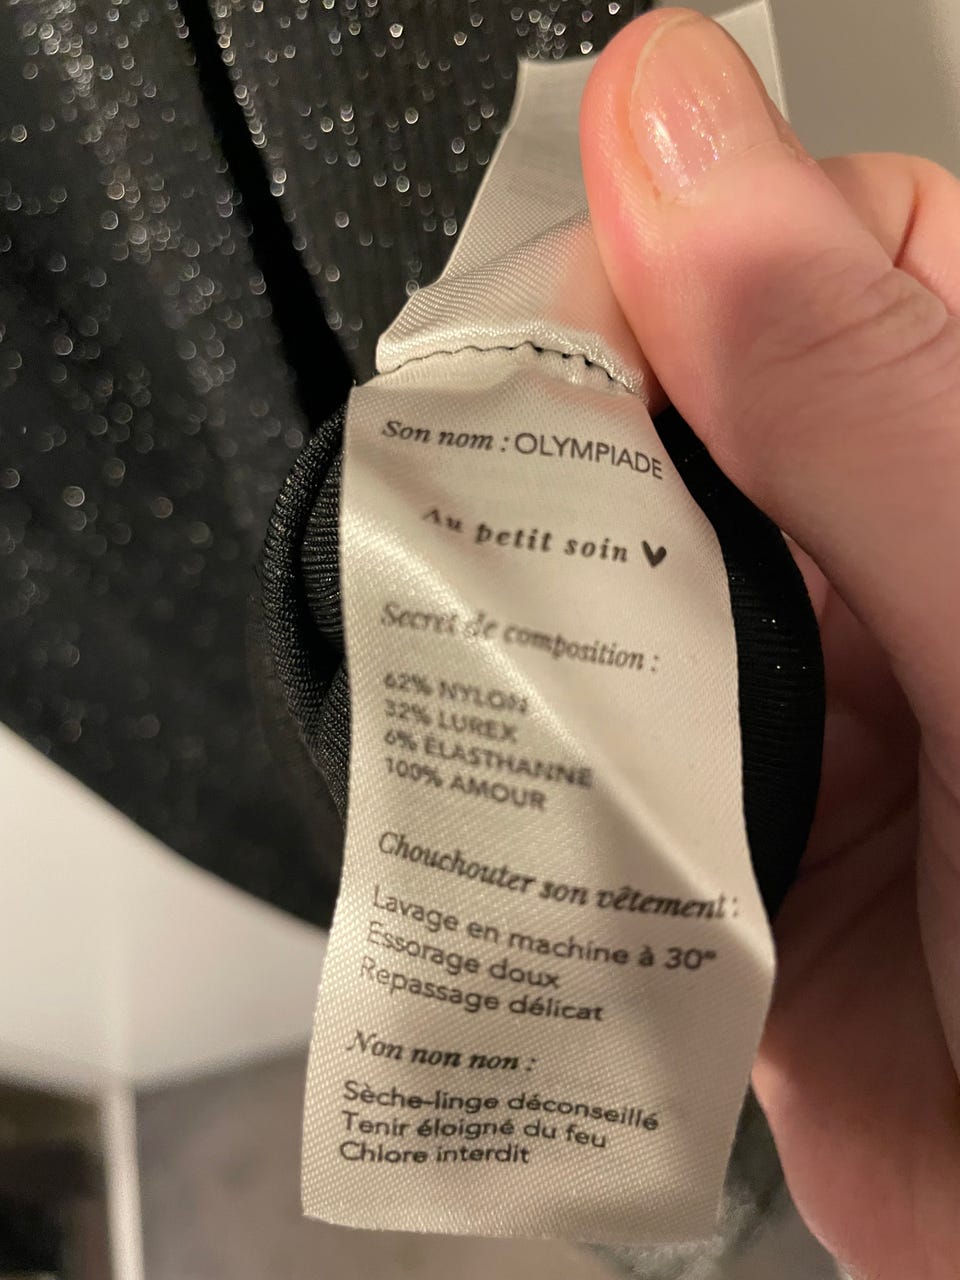 Son nom : OLYMPIADE
Au petit soin ♥
Secret de composition :
62% NYLON
32% LUREX
6% ELASTHANNE
100% AMOUR
Chouchouter son vêtement :
Lavage en machine à 30°
Essorage doux
Repassage délicat
Non non non :
Sèche-linge déconseillé
Tenir éloigné du feu
Chlore interdit